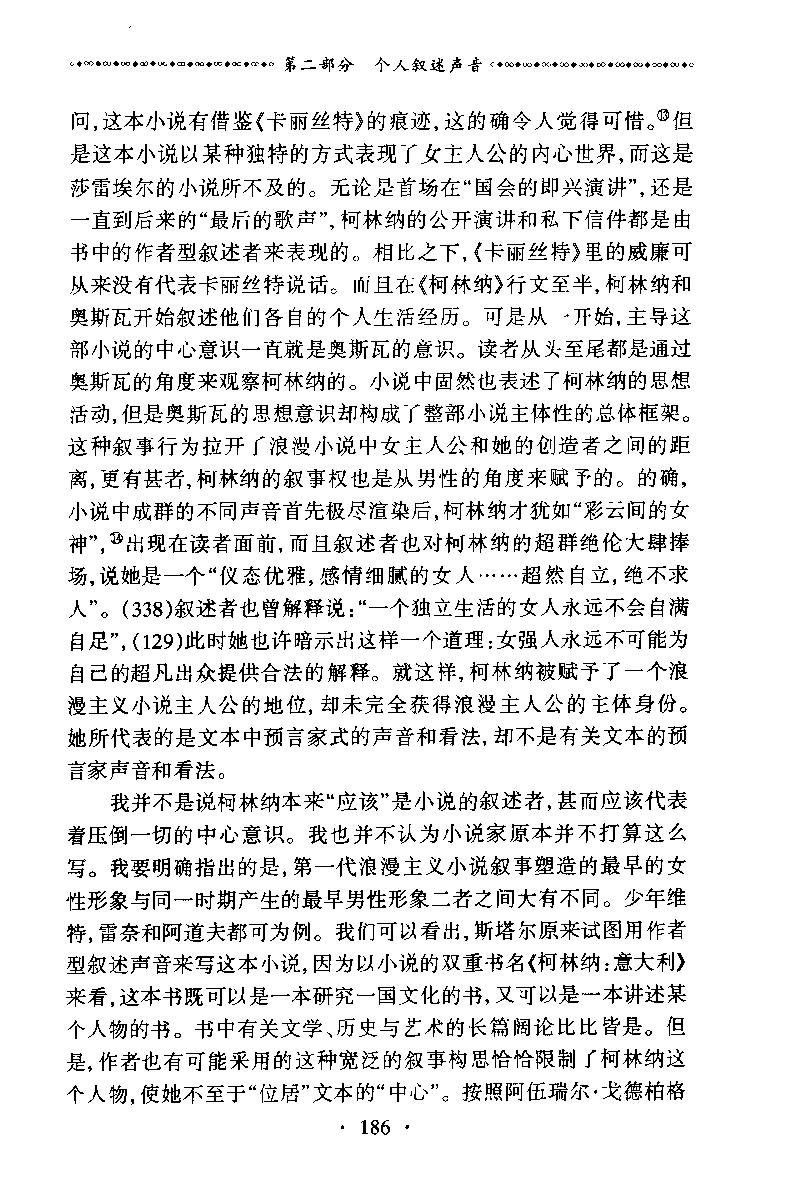 第二部分 个人叙述声音
问,这本小说有借鉴《卡丽丝特》的痕迹,这的确令人觉得可惜。⑬但
是这本小说以某种独特的方式表现了女主人公的内心世界,而这是
莎雷埃尔的小说所不及的。无论是首场在“国会的即兴演讲”,还是
一直到后来的“最后的歌声”,柯林纳的公开演讲和私下信件都是由
书中的作者型叙述者来表现的。相比之下,《卡丽丝特》里的威廉可
从来没有代表卡丽丝特说话。而且在《柯林纳》行文至半,柯林纳和
奥斯瓦开始叙述他们各自的个人生活经历。可是从一开始,主导这
部小说的中心意识一直就是奥斯瓦的意识。读者从头至尾都是通过
奥斯瓦的角度来观察柯林纳的。小说中固然也表述了柯林纳的思想
活动,但是奥斯瓦的思想意识却构成了整部小说主体性的总体框架。
这种叙事行为拉开了浪漫小说中女主人公和她的创造者之间的距
离,更有甚者,柯林纳的叙事权也是从男性的角度来赋予的。的确,
小说中成群的不同声音首先极尽渲染后,柯林纳才犹如“彩云间的女
神”,⑭出现在读者面前,而且叙述者也对柯林纳的超群绝伦大肆捧
场,说她是一个“仪态优雅,感情细腻的女人……超然自立,绝不求
人”。(338)叙述者也曾解释说:“一个独立生活的女人永远不会自满
自足”,(129)此时她也许暗示出这样一个道理:女强人永远不可能为
自己的超凡出众提供合法的解释。就这样,柯林纳被赋予了一个浪
漫主义小说主人公的地位,却未完全获得浪漫主人公的主体身份。
她所代表的是文本中预言家式的声音和看法,却不是有关文本的预
言家声音和看法。
我并不是说柯林纳本来“应该”是小说的叙述者,甚而应该代表
着压倒一切的中心意识。我也并不认为小说家原本并不打算这么
写。我要明确指出的是,第一代浪漫主义小说叙事塑造的最早的女
性形象与同一时期产生的最早男性形象二者之间大有不同。少年维
特,雷奈和阿道夫都可为例。我们可以看出,斯塔尔原来试图用作者
型叙述声音来写这本小说,因为以小说的双重书名《柯林纳:意大利》
来看,这本书既可以是一本研究一国文化的书,又可以是一本讲述某
个人物的书。书中有关文学、历史与艺术的长篇阔论比比皆是。但
是,作者也有可能采用的这种宽泛的叙事构思恰恰限制了柯林纳这
个人物,使她不至于“位居”文本的“中心”。按照阿伍瑞尔·戈德柏格
· 186 ·